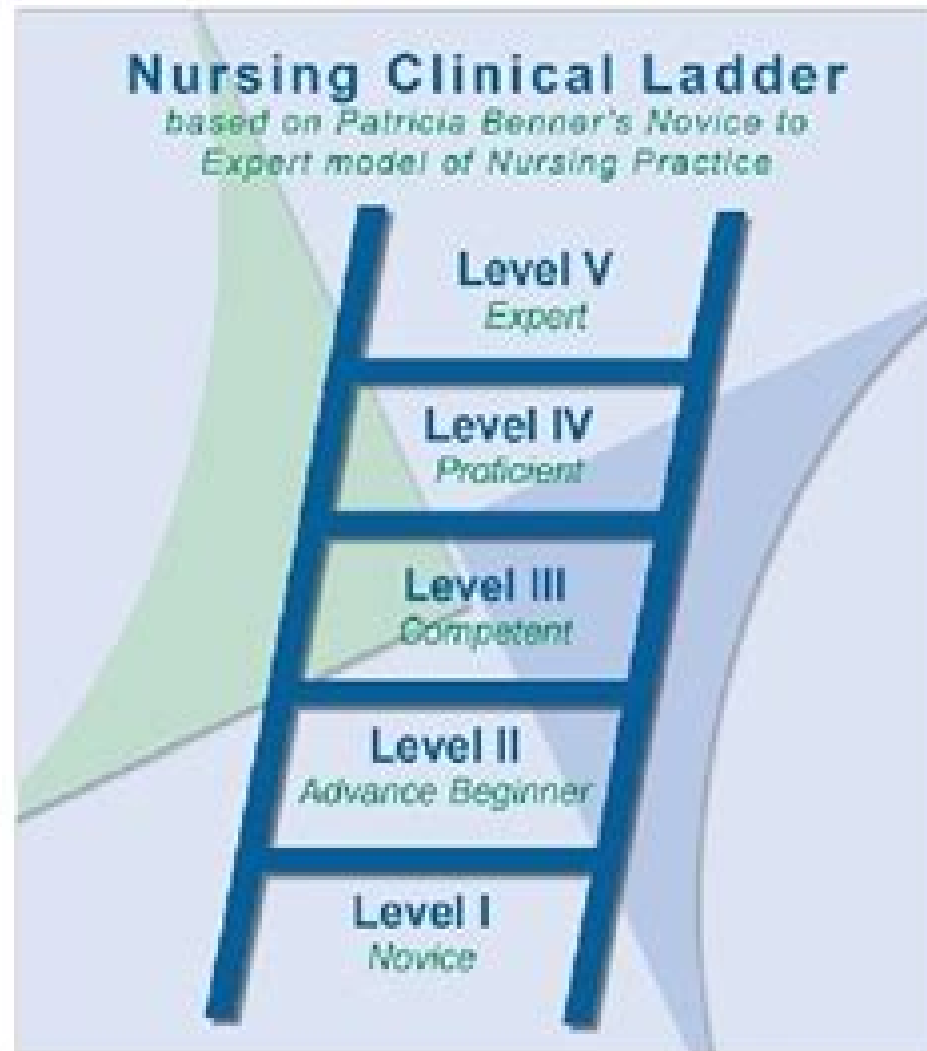 Nursing Clinical Ladder
based on Patricia Benner's Novice to
Expert model of Nursing Practice
Level V
Expert
Level IV
Proficient
Level III
Competent
Level II
Advance Beginner
Level I
Novice